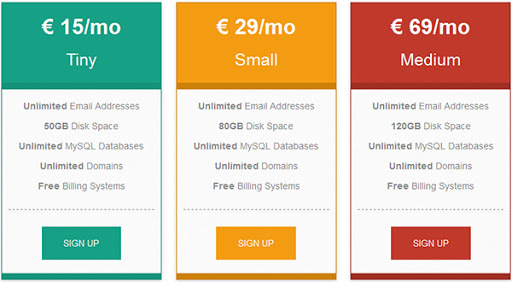 € 15/mo
Tiny
Unlimited Email Addresses
50GB Disk Space
Unlimited MySQL Databases
Unlimited Domains
Free Billing Systems
SIGN UP
€ 29/mo
Small
Unlimited Email Addresses
80GB Disk Space
Unlimited MySQL Databases
Unlimited Domains
Free Billing Systems
SIGN UP
€ 69/mo
Medium
Unlimited Email Addresses
120GB Disk Space
Unlimited MySQL Databases
Unlimited Domains
Free Billing Systems
SIGN UP